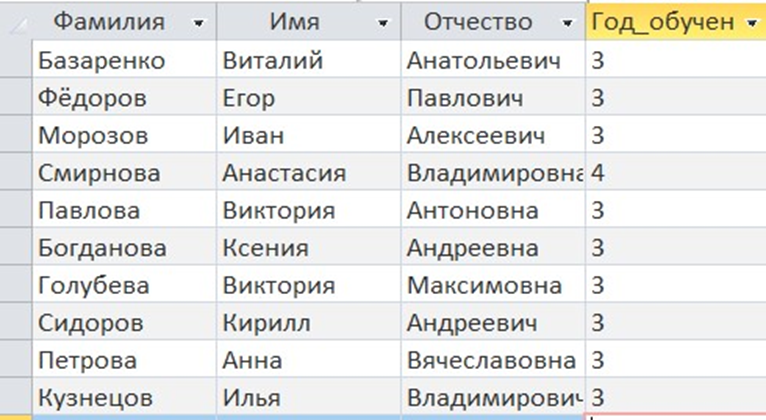 Фамилия Имя Отчество Год_обучен
Базаренко Виталий Анатольевич 3
Фёдоров Егор Павлович 3
Морозов Иван Алексеевич 3
Смирнова Анастасия Владимировна 4
Павлова Виктория Антоновна 3
Богданова Ксения Андреевна 3
Голубева Виктория Максимовна 3
Сидоров Кирилл Андреевич 3
Петрова Анна Вячеславовна 3
Кузнецов Илья Владимирович 3